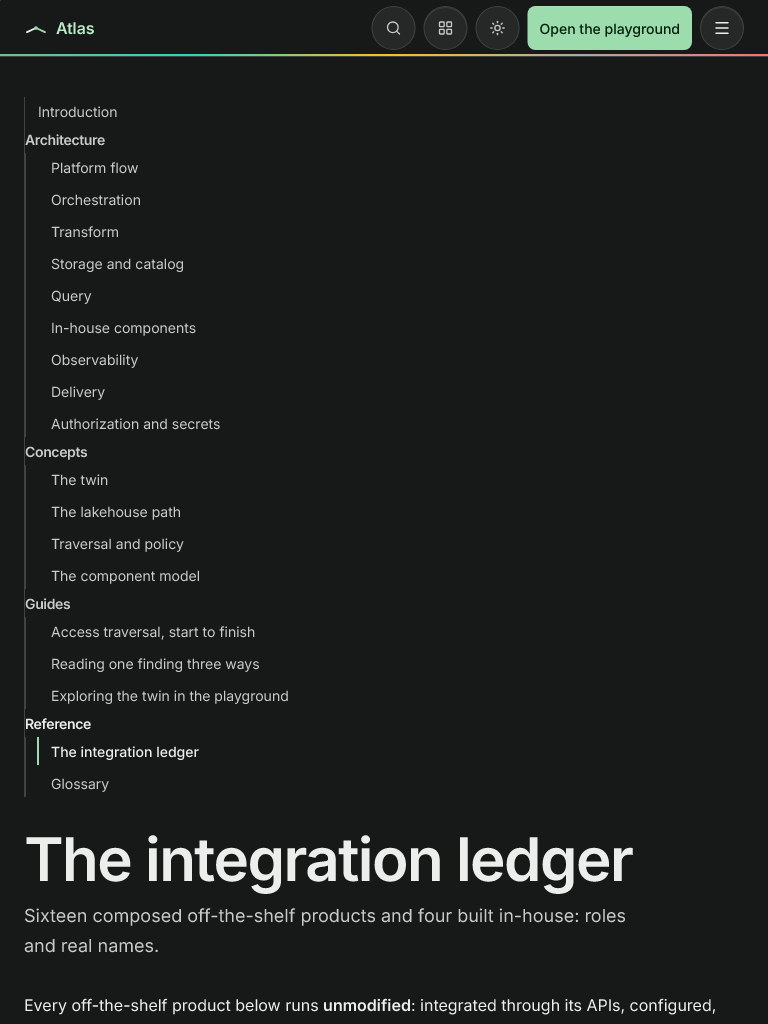 Atlas
Open the playground
Introduction
Architecture
Platform flow
Orchestration
Transform
Storage and catalog
Query
In-house components
Observability
Delivery
Authorization and secrets
Concepts
The twin
The lakehouse path
Traversal and policy
The component model
Guides
Access traversal, start to finish
Reading one finding three ways
Exploring the twin in the playground
Reference
The integration ledger
Glossary
The integration ledger
Sixteen composed off-the-shelf products and four built in-house: roles
and real names.
Every off-the-shelf product below runs unmodified: integrated through its APIs, configured,